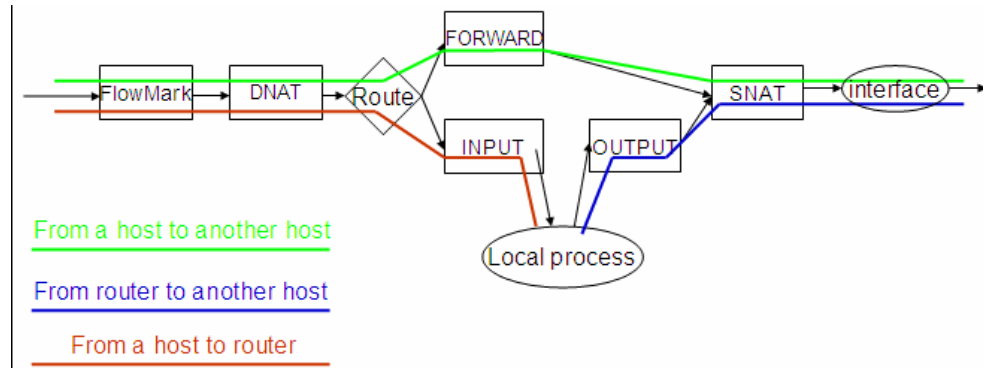 FORWARD
FlowMark
DNAT
Route
SNAT
interface
INPUT
OUTPUT
Local process
From a host to another host
From router to another host
From a host to router